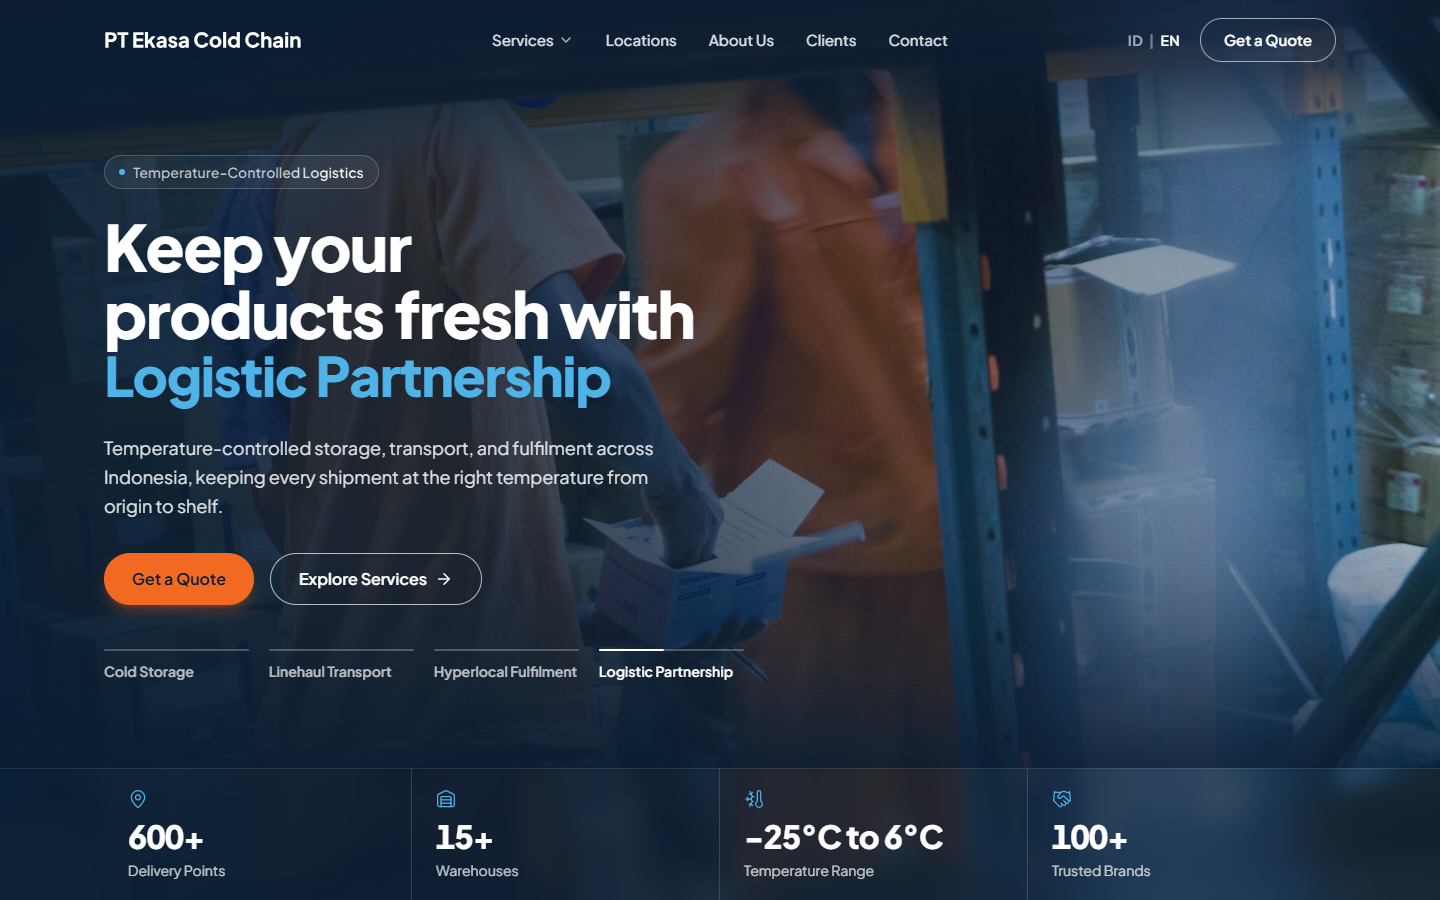 PT Ekasa Cold Chain
Services
Locations
About Us
Clients
Contact
ID | EN
Get a Quote
Temperature-Controlled Logistics
Keep your
products fresh with
Logistic Partnership
Temperature-controlled storage, transport, and fulfilment across
Indonesia, keeping every shipment at the right temperature from
origin to shelf.
Get a Quote
Explore Services
Cold Storage
Linehaul Transport
Hyperlocal Fulfilment
Logistic Partnership
600+
Delivery Points
15+
Warehouses
-25°C to 6°C
Temperature Range
100+
Trusted Brands